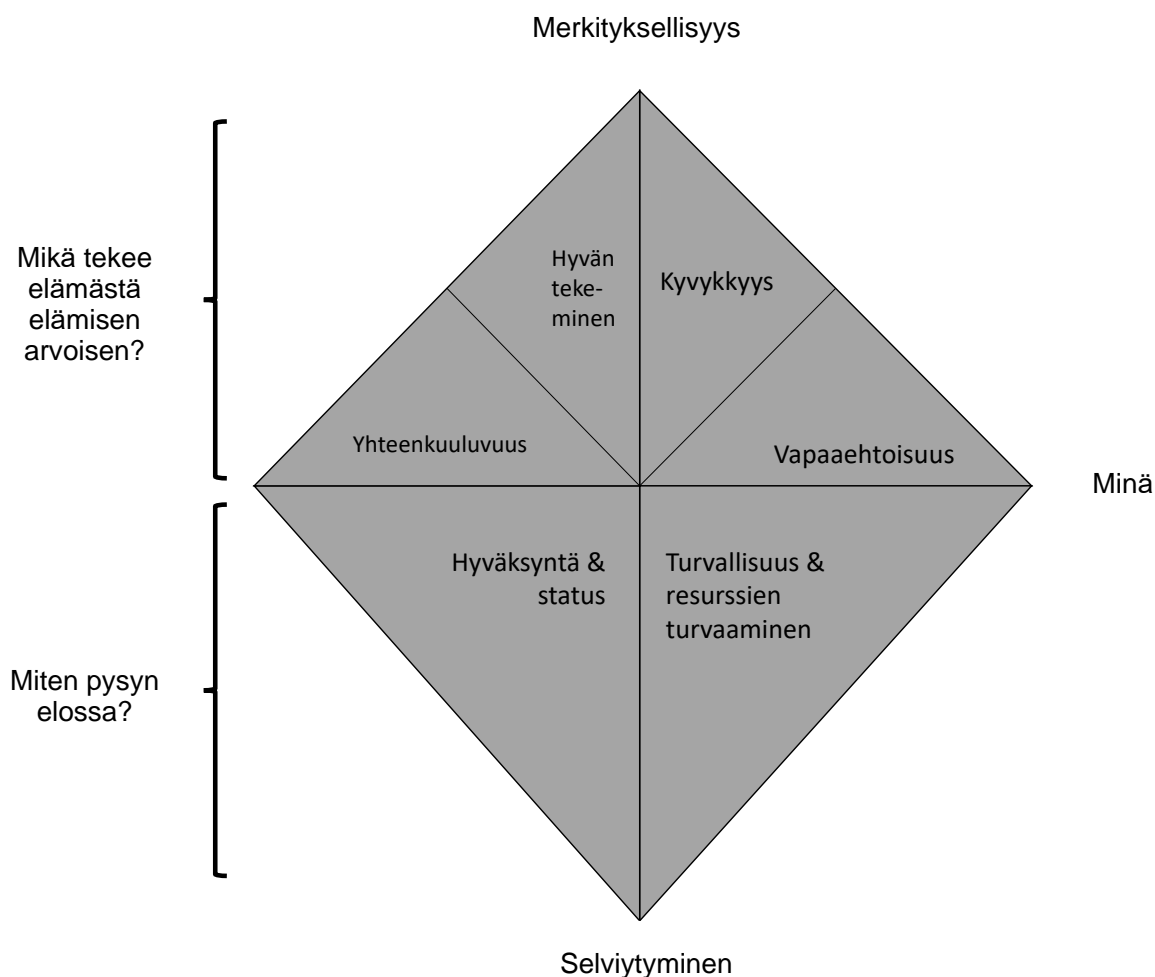 Merkityksellisyys
Mikä tekee
elämästä
elämisen
arvoisen?
Hyvän
teke-
minen
Kyvykkyys
Yhteenkuuluvuus
Vapaaehtoisuus
Minä
Hyväksyntä &
status
Turvallisuus &
resurssien
turvaaminen
Miten pysyn
elossa?
Selviytyminen